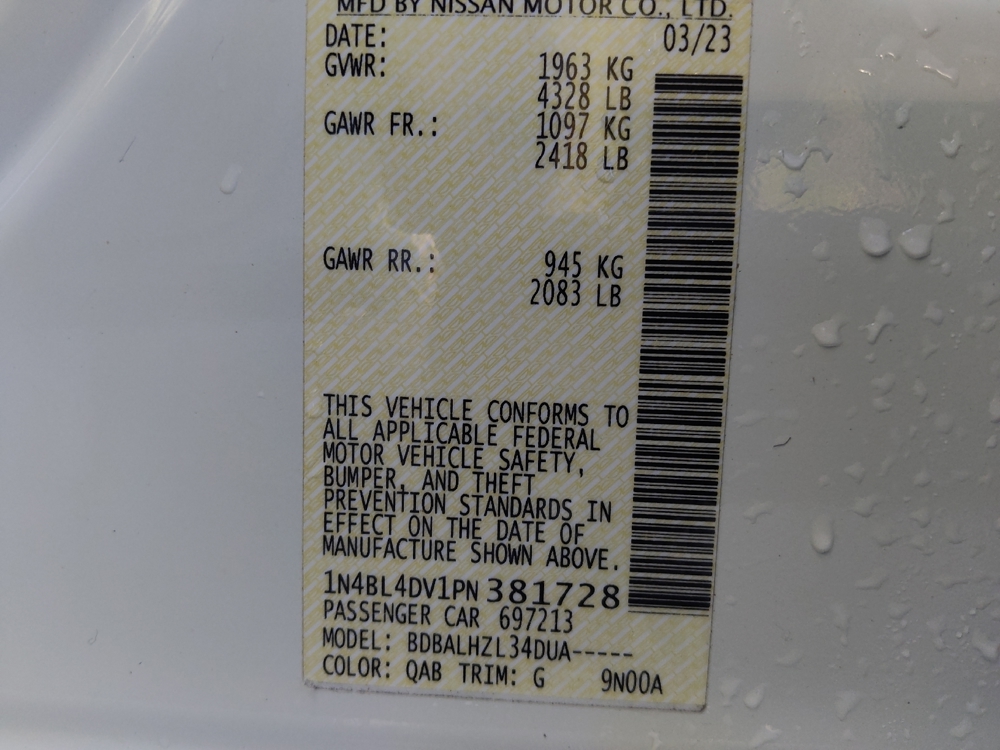 MFD BY NISSAN MOTOR CO., LTD.
DATE: 03/23
GVWR: 1963 KG
4328 LB
GAWR FR.: 1097 KG
2418 LB
GAWR RR.: 945 KG
2083 LB
THIS VEHICLE CONFORMS TO
ALL APPLICABLE FEDERAL
MOTOR VEHICLE SAFETY,
BUMPER, AND THEFT
PREVENTION STANDARDS IN
EFFECT ON THE DATE OF
MANUFACTURE SHOWN ABOVE.
1N4BL4DV1PN381728
PASSENGER CAR 697213
MODEL: BDBALHZL34DUA-----
COLOR: QAB TRIM: G 9N00A